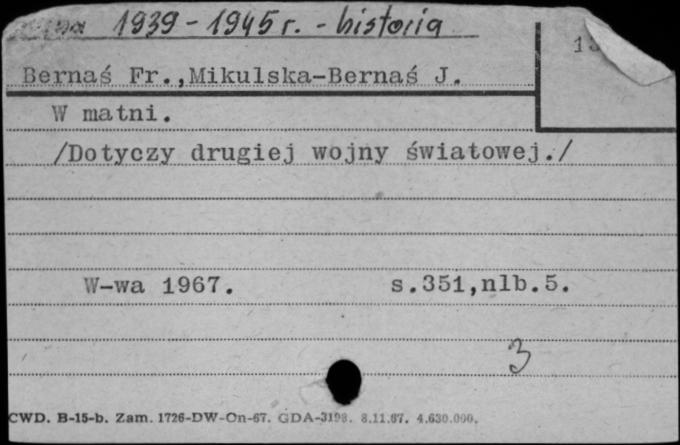 1939-1945 r. - historia
Bernaś Fr.,Mikulska-Bernaś J.
W matni.
/Dotyczy drugiej wojny światowej./
W-wa 1967. s.351,nlb.5.
3
CWD. B-15-b. Zam. 1726-DW-On-67. GDA-3198. 8.11.67. 4.630.000.